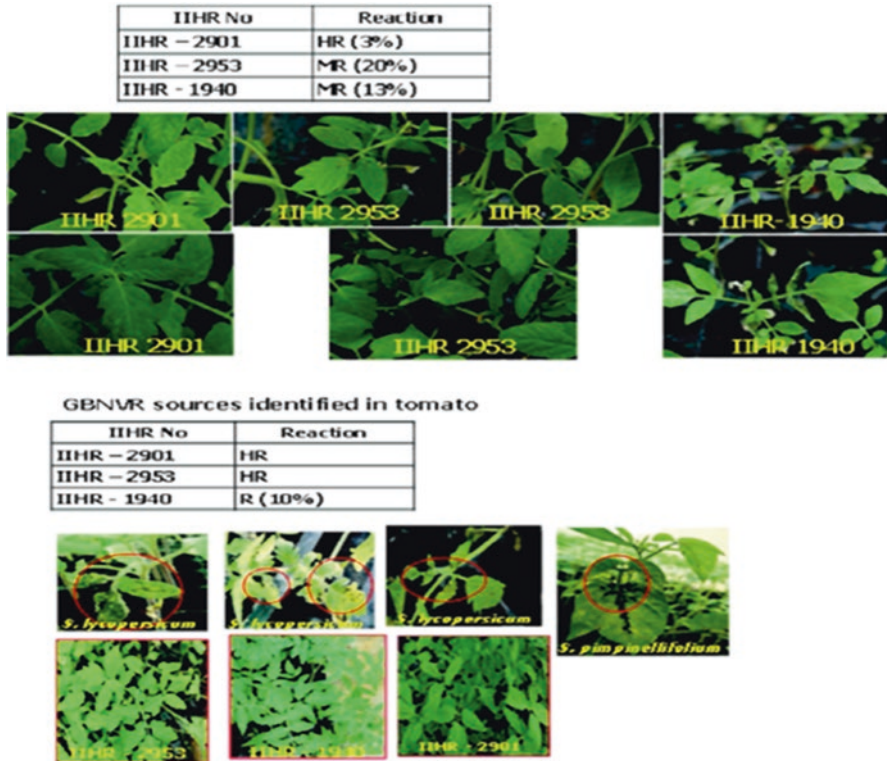 IIHR No Reaction
IIHR – 2901 HR (3%)
IIHR – 2953 MR (20%)
IIHR - 1940 MR (13%)
IIHR 2901 IIHR 2953 IIHR 2953 IIHR-1940
IIHR 2901 IIHR 2953 IIHR 1940
GBNVR sources identified in tomato
IIHR No Reaction
IIHR – 2901 HR
IIHR – 2953 HR
IIHR - 1940 R (10%)
S. lycopersicum S. lycopersicum S. lycopersicum S. pimpinellifolium
IIHR - 2953 IIHR - IIHR - 2901